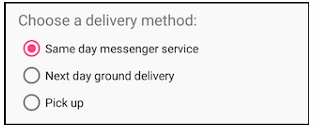 Choose a delivery method:
Same day messenger service
Next day ground delivery
Pick up